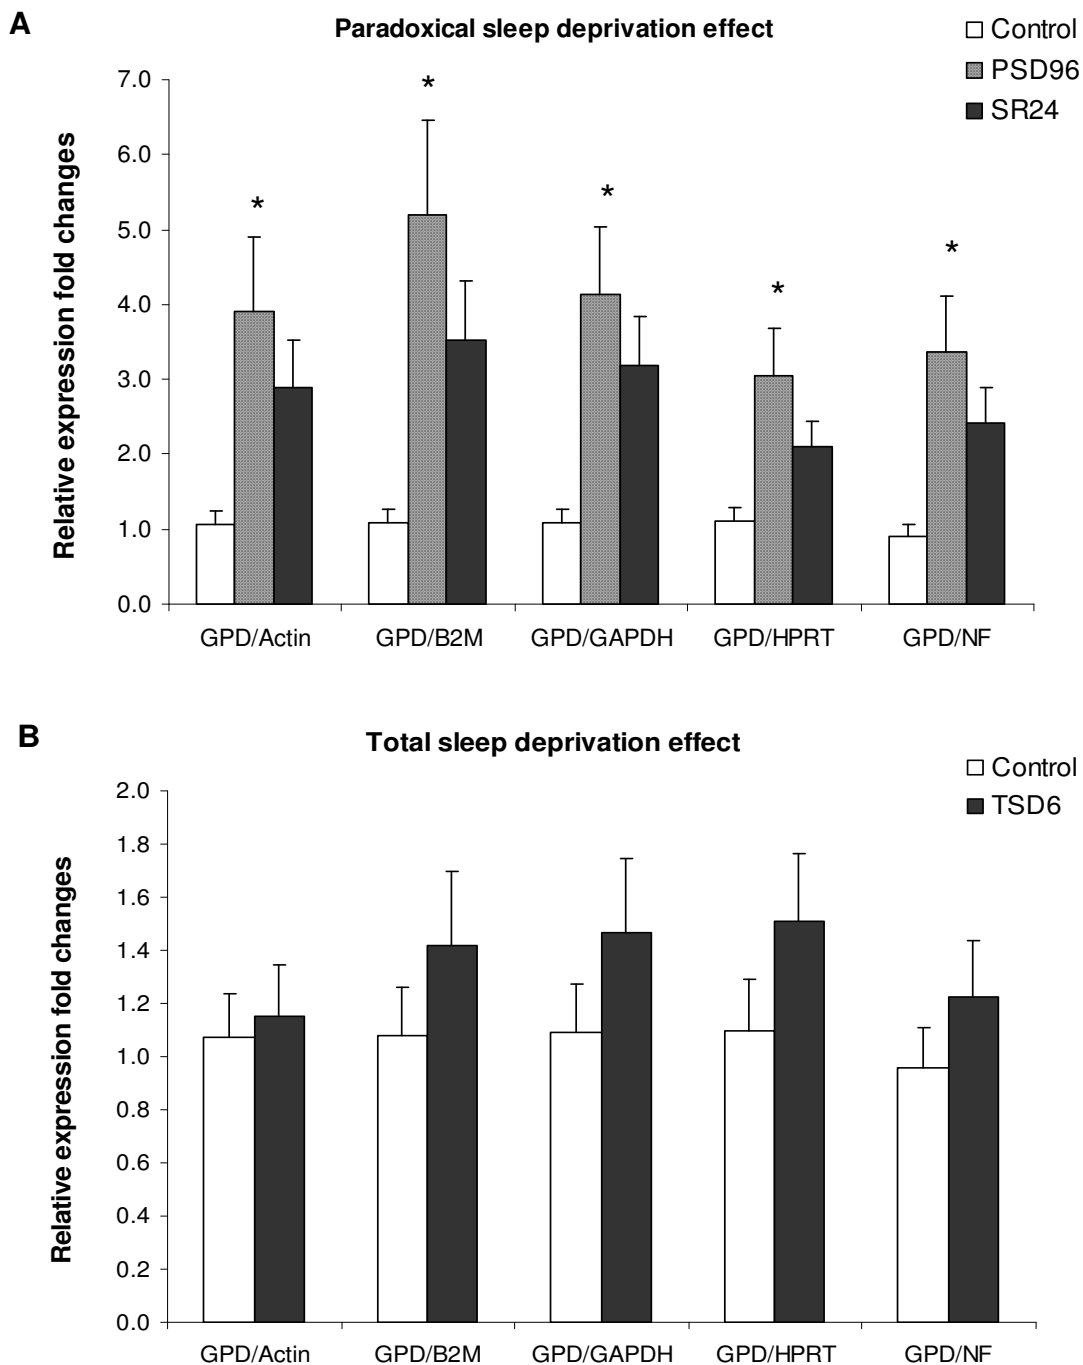 A
Paradoxical sleep deprivation effect
Control
PSD96
SR24
Relative expression fold changes
7.0
6.0
5.0
4.0
3.0
2.0
1.0
0.0
*
*
*
*
*
GPD/Actin
GPD/B2M
GPD/GAPDH
GPD/HPRT
GPD/NF
B
Total sleep deprivation effect
Control
TSD6
Relative expression fold changes
2.0
1.8
1.6
1.4
1.2
1.0
0.8
0.6
0.4
0.2
0.0
GPD/Actin
GPD/B2M
GPD/GAPDH
GPD/HPRT
GPD/NF